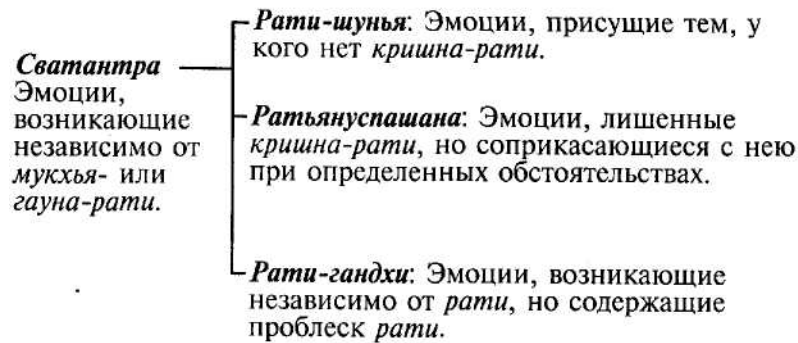 Сватантра
Эмоции,
возникающие
независимо от
мукхья- или
гауна-рати.
Рати-шунья: Эмоции, присущие тем, у
кого нет кришна-рати.
Ратьянуспашана: Эмоции, лишенные
кришна-рати, но соприкасающиеся с нею
при определенных обстоятельствах.
Рати-гандхи: Эмоции, возникающие
независимо от рати, но содержащие
проблеск рати.